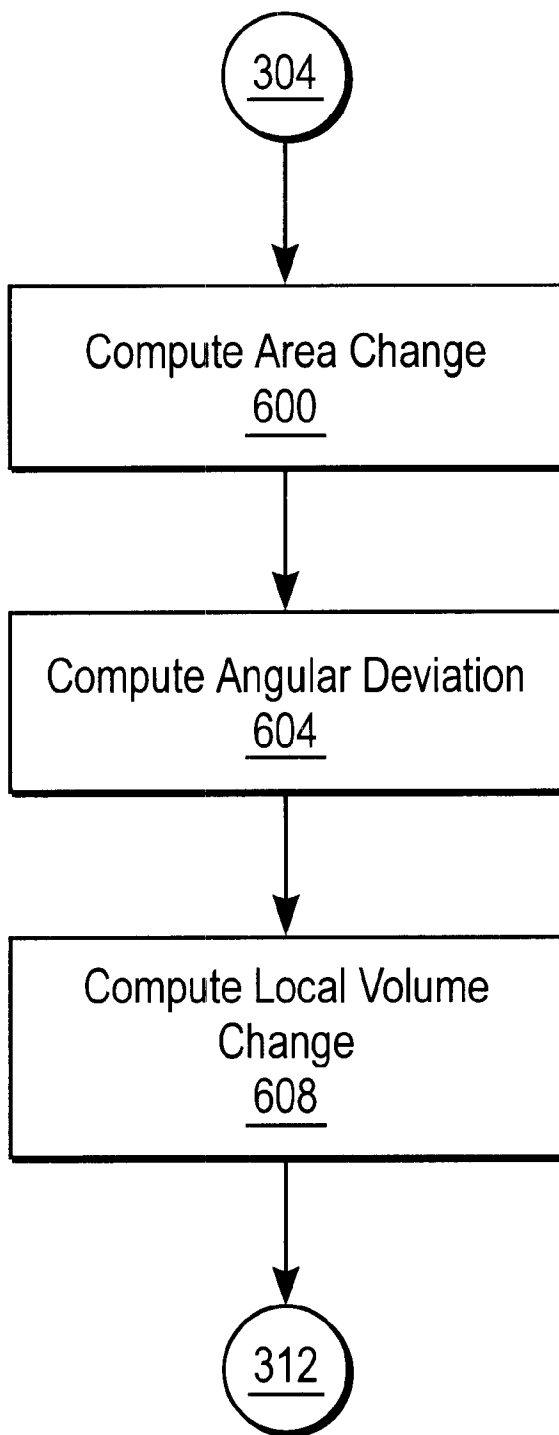 304
Compute Area Change
600
Compute Angular Deviation
604
Compute Local Volume
Change
608
312